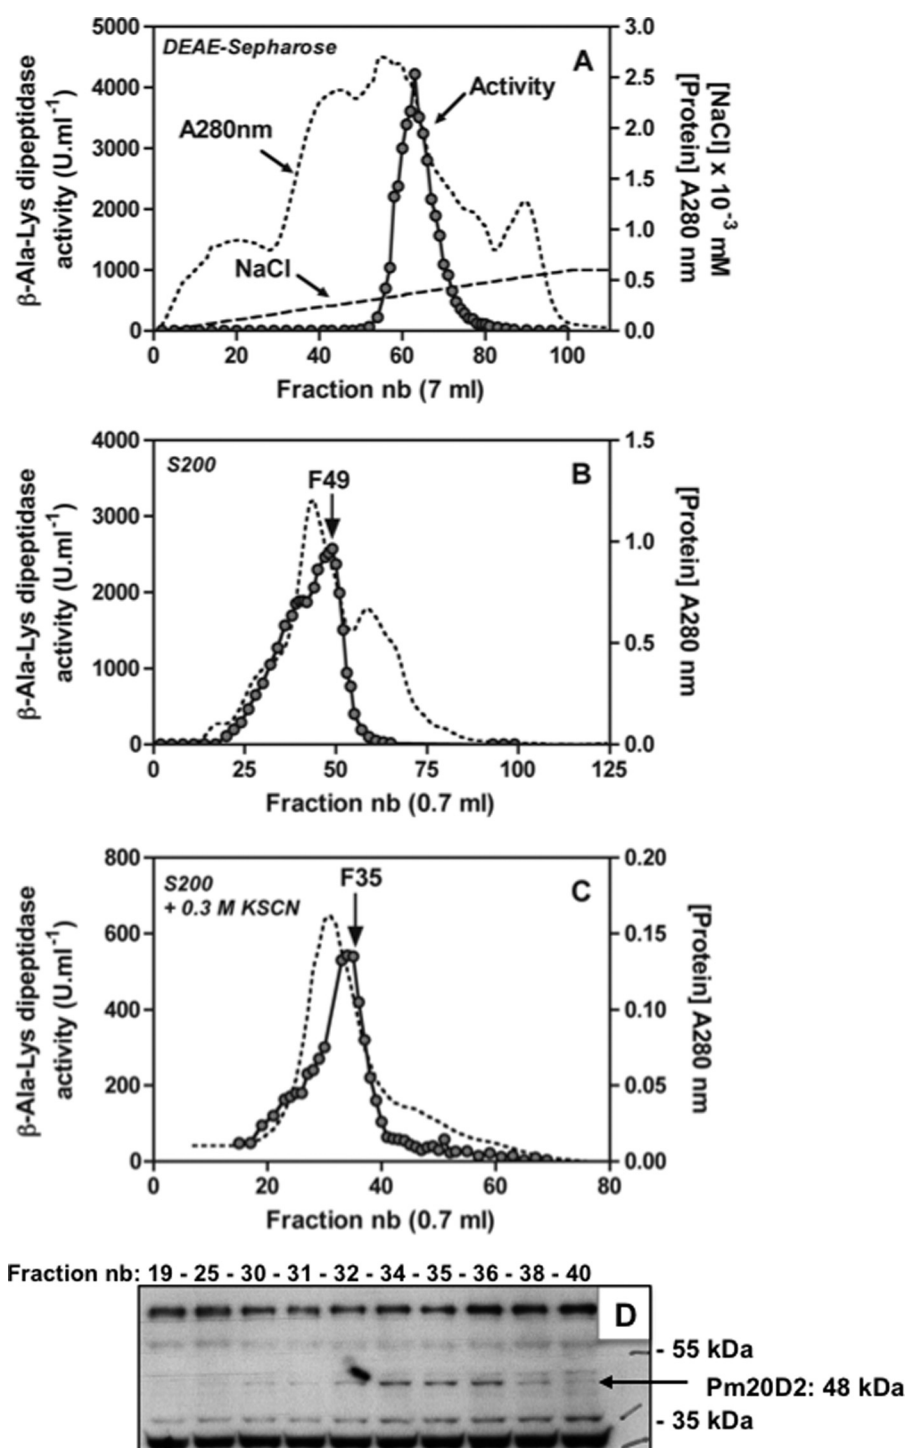 DEAE-Sepharose
A
Activity
A280nm
NaCl
β-Ala-Lys dipeptidase
activity (U.ml-1)
5000
4000
3000
2000
1000
0
3.0
2.5
2.0
1.5
1.0
0.5
0.0
[NaCl] x 10-3 mM
[Protein] A280 nm
0 20 40 60 80 100
Fraction nb (7 ml)
S200
B
F49
β-Ala-Lys dipeptidase
activity (U.ml-1)
4000
3000
2000
1000
0
1.5
1.0
0.5
0.0
[Protein] A280 nm
0 25 50 75 100 125
Fraction nb (0.7 ml)
S200
+ 0.3 M KSCN
C
F35
β-Ala-Lys dipeptidase
activity (U.ml-1)
800
600
400
200
0
0.20
0.15
0.10
0.05
0.00
[Protein] A280 nm
0 20 40 60 80
Fraction nb (0.7 ml)
Fraction nb: 19 - 25 - 30 - 31 - 32 - 34 - 35 - 36 - 38 - 40
D
- 55 kDa
Pm20D2: 48 kDa
- 35 kDa